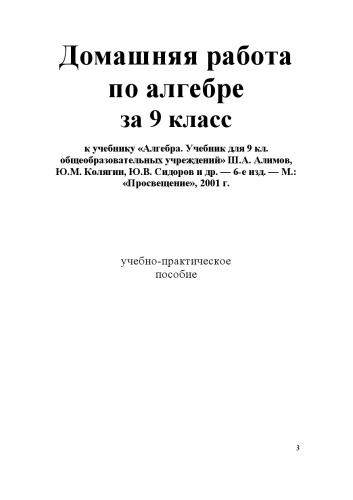 Домашняя работа
по алгебре
за 9 класс
к учебнику «Алгебра. Учебник для 9 кл.
общеобразовательных учреждений» Ш.А. Алимов,
Ю.М. Колягин, Ю.В. Сидоров и др. — 6-е изд. — М.:
«Просвещение», 2001 г.
учебно-практическое
пособие
3